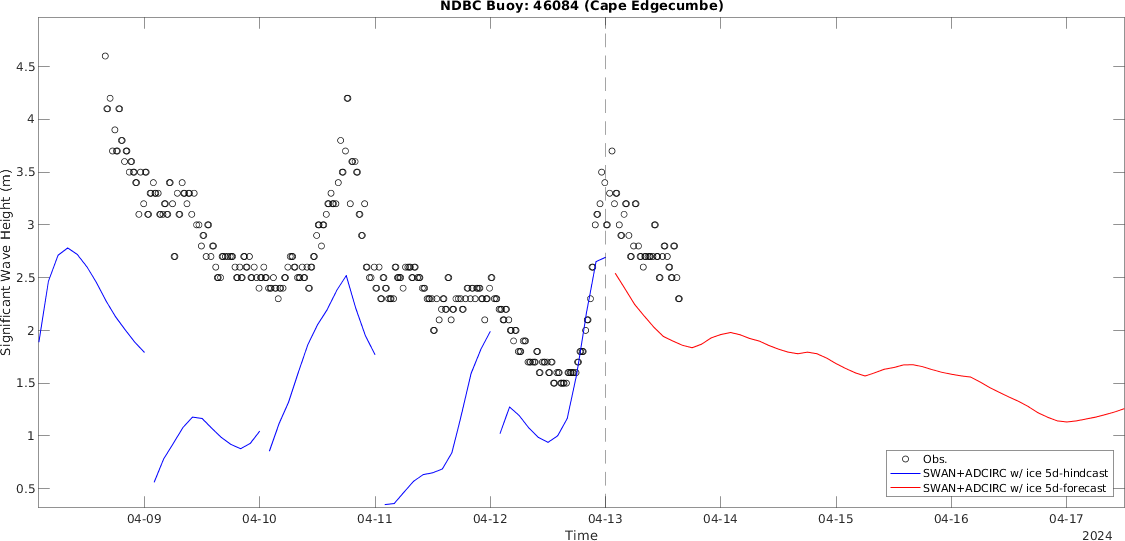 NDBC Buoy: 46084 (Cape Edgecumbe)
Significant Wave Height (m)
4.5
4
3.5
3
2.5
2
1.5
1
0.5
Obs.
SWAN+ADCIRC w/ ice 5d-hindcast
SWAN+ADCIRC w/ ice 5d-forecast
04-09 04-10 04-11 04-12 04-13 04-14 04-15 04-16 04-17
Time
2024